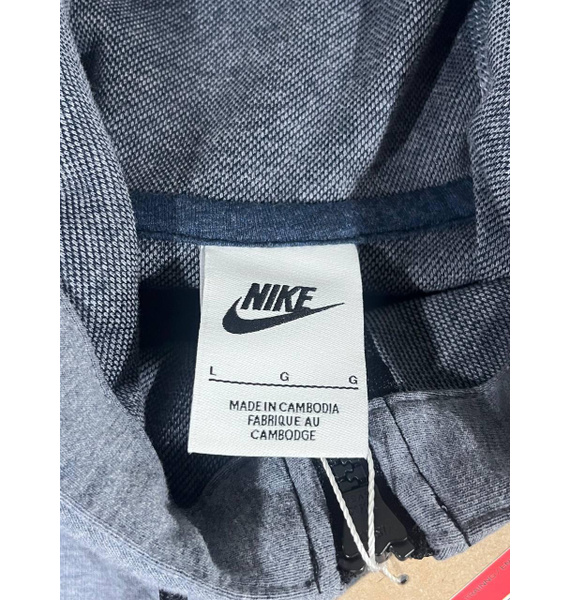 NIKE
L G G
MADE IN CAMBODIA
FABRIQUE AU
CAMBODGE